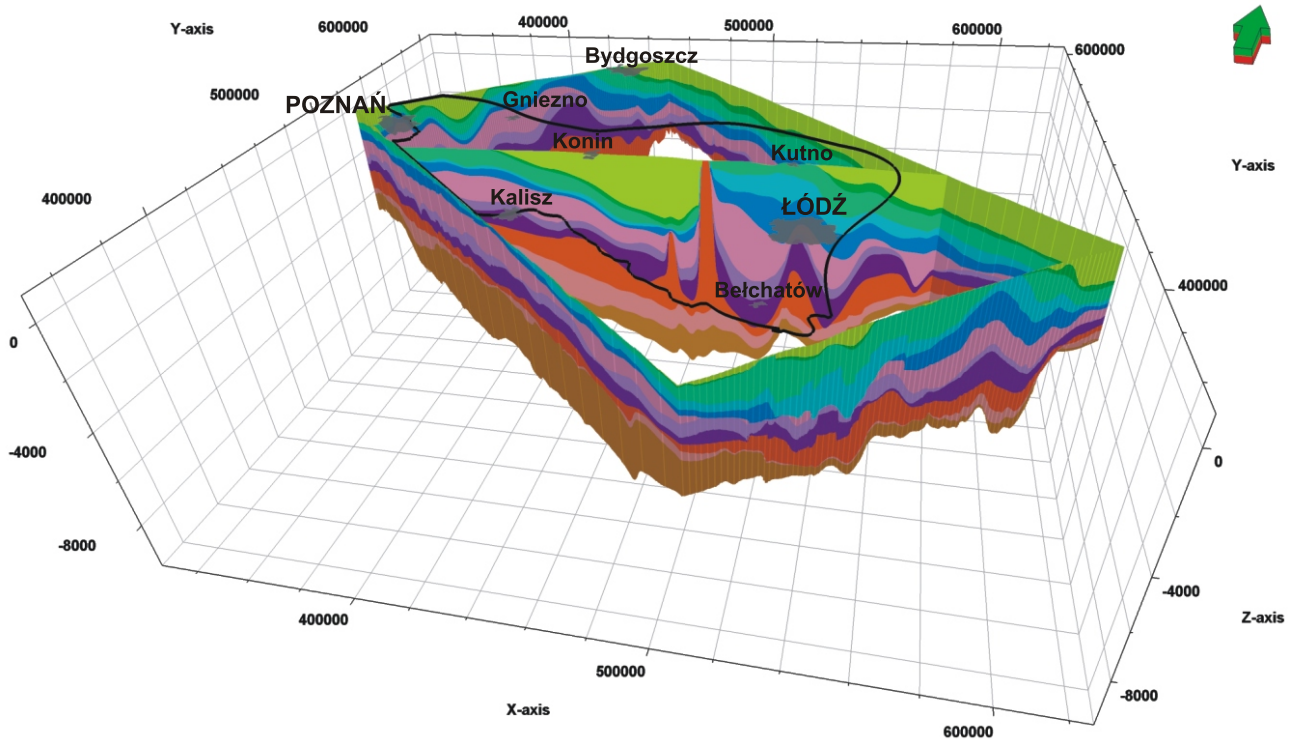 Y-axis
600000
400000
500000
600000
600000
Bydgoszcz
500000
POZNAŃ
Gniezno
Konin
Kutno
Y-axis
400000
Kalisz
ŁÓDŹ
Bełchatów
400000
0
0
-4000
-8000
-4000
400000
Z-axis
500000
-8000
X-axis
600000